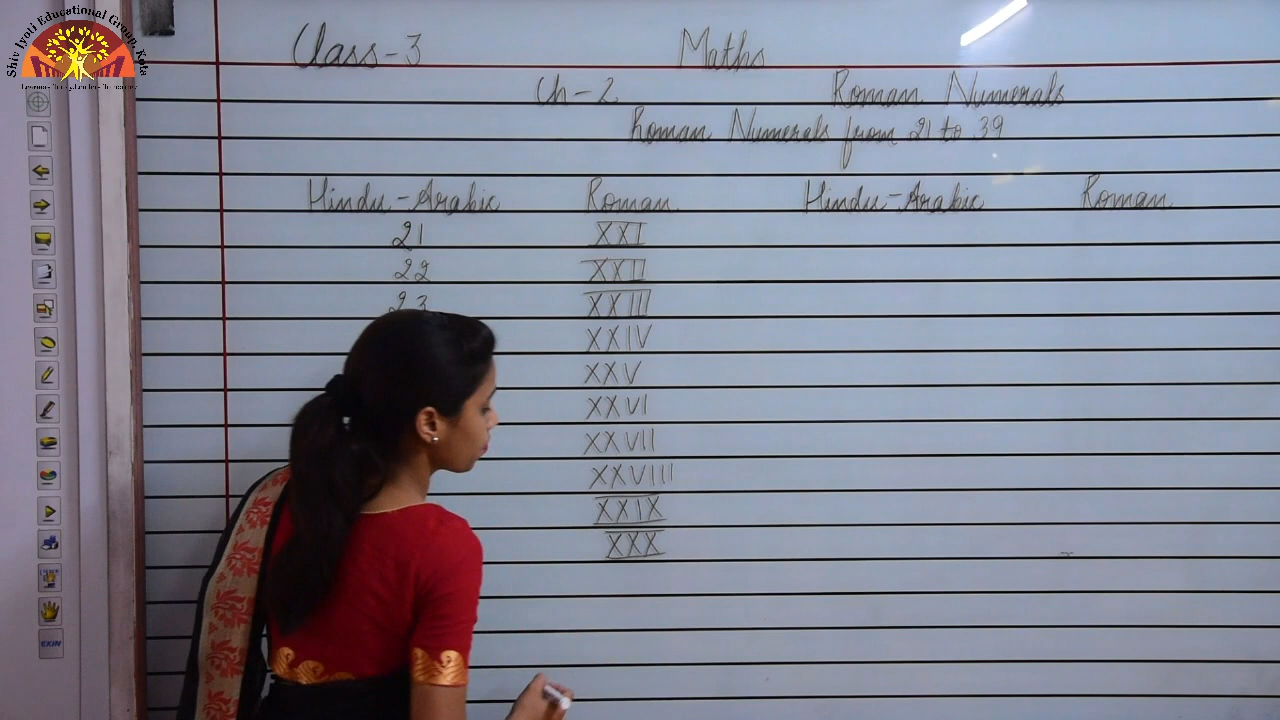 Shiv Jyoti Educational Group, Kota
Class-3 Maths
Ch-2 Roman Numerals
Roman Numerals from 21 to 39
Hindu-Arabic Roman Hindu-Arabic Roman
21 XXI
22 XXII
23 XXIII
XXIV
XXV
XXVI
XXVII
XXVIII
XXIX
XXX